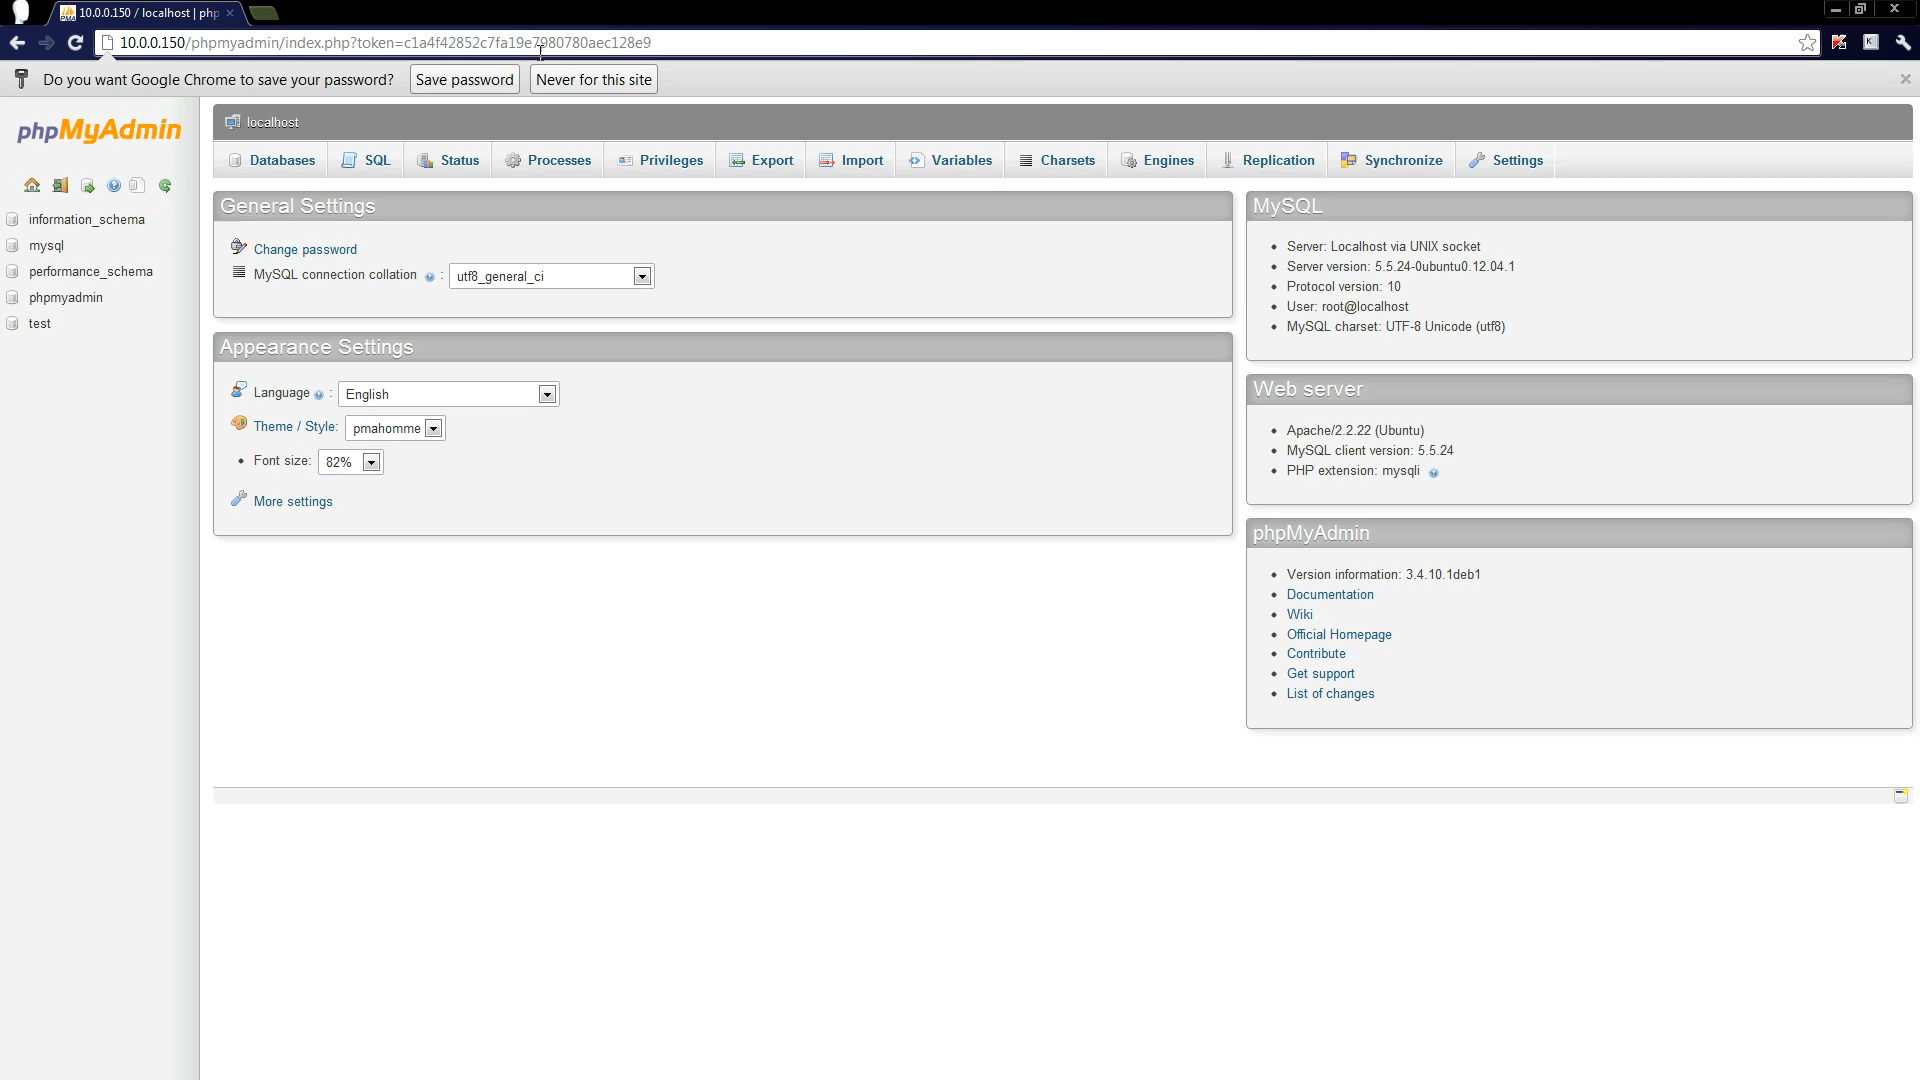 10.0.0.150 / localhost | php
10.0.0.150/phpmyadmin/index.php?token=c1a4f42852c7fa19e7980780aec128e9
Do you want Google Chrome to save your password? Save password Never for this site
phpMyAdmin
information_schema
mysql
performance_schema
phpmyadmin
test
localhost
Databases SQL Status Processes Privileges Export Import Variables Charsets Engines Replication Synchronize Settings
General Settings
Change password
MySQL connection collation : utf8_general_ci
Appearance Settings
Language : English
Theme / Style: pmahomme
Font size: 82%
More settings
MySQL
Server: Localhost via UNIX socket
Server version: 5.5.24-0ubuntu0.12.04.1
Protocol version: 10
User: root@localhost
MySQL charset: UTF-8 Unicode (utf8)
Web server
Apache/2.2.22 (Ubuntu)
MySQL client version: 5.5.24
PHP extension: mysqli
phpMyAdmin
Version information: 3.4.10.1deb1
Documentation
Wiki
Official Homepage
Contribute
Get support
List of changes